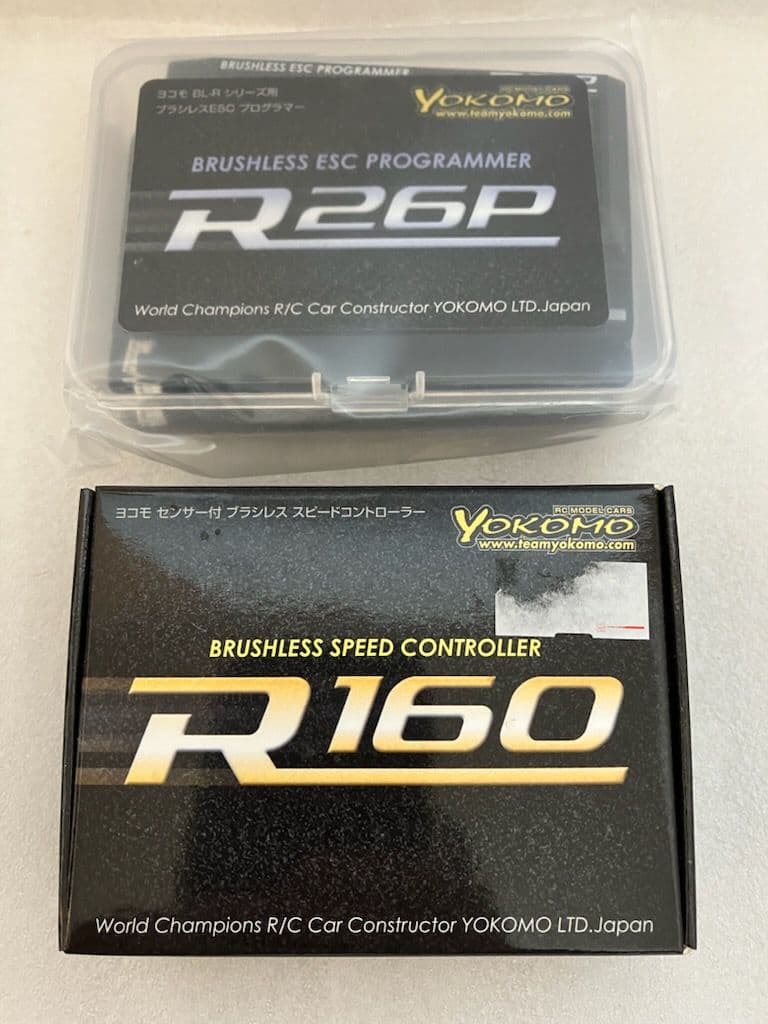 BRUSHLESS ESC PROGRAMMER
ヨコモ BL-R シリーズ用
ブラシレスESC プログラマー
RC MODEL CARS
YOKOMO
www.teamyokomo.com
BRUSHLESS ESC PROGRAMMER
R26P
World Champions R/C Car Constructor YOKOMO LTD.Japan
ヨコモ センサー付 ブラシレス スピードコントローラー
RC MODEL CARS
YOKOMO
www.teamyokomo.com
BRUSHLESS SPEED CONTROLLER
R160
World Champions R/C Car Constructor YOKOMO LTD.Japan